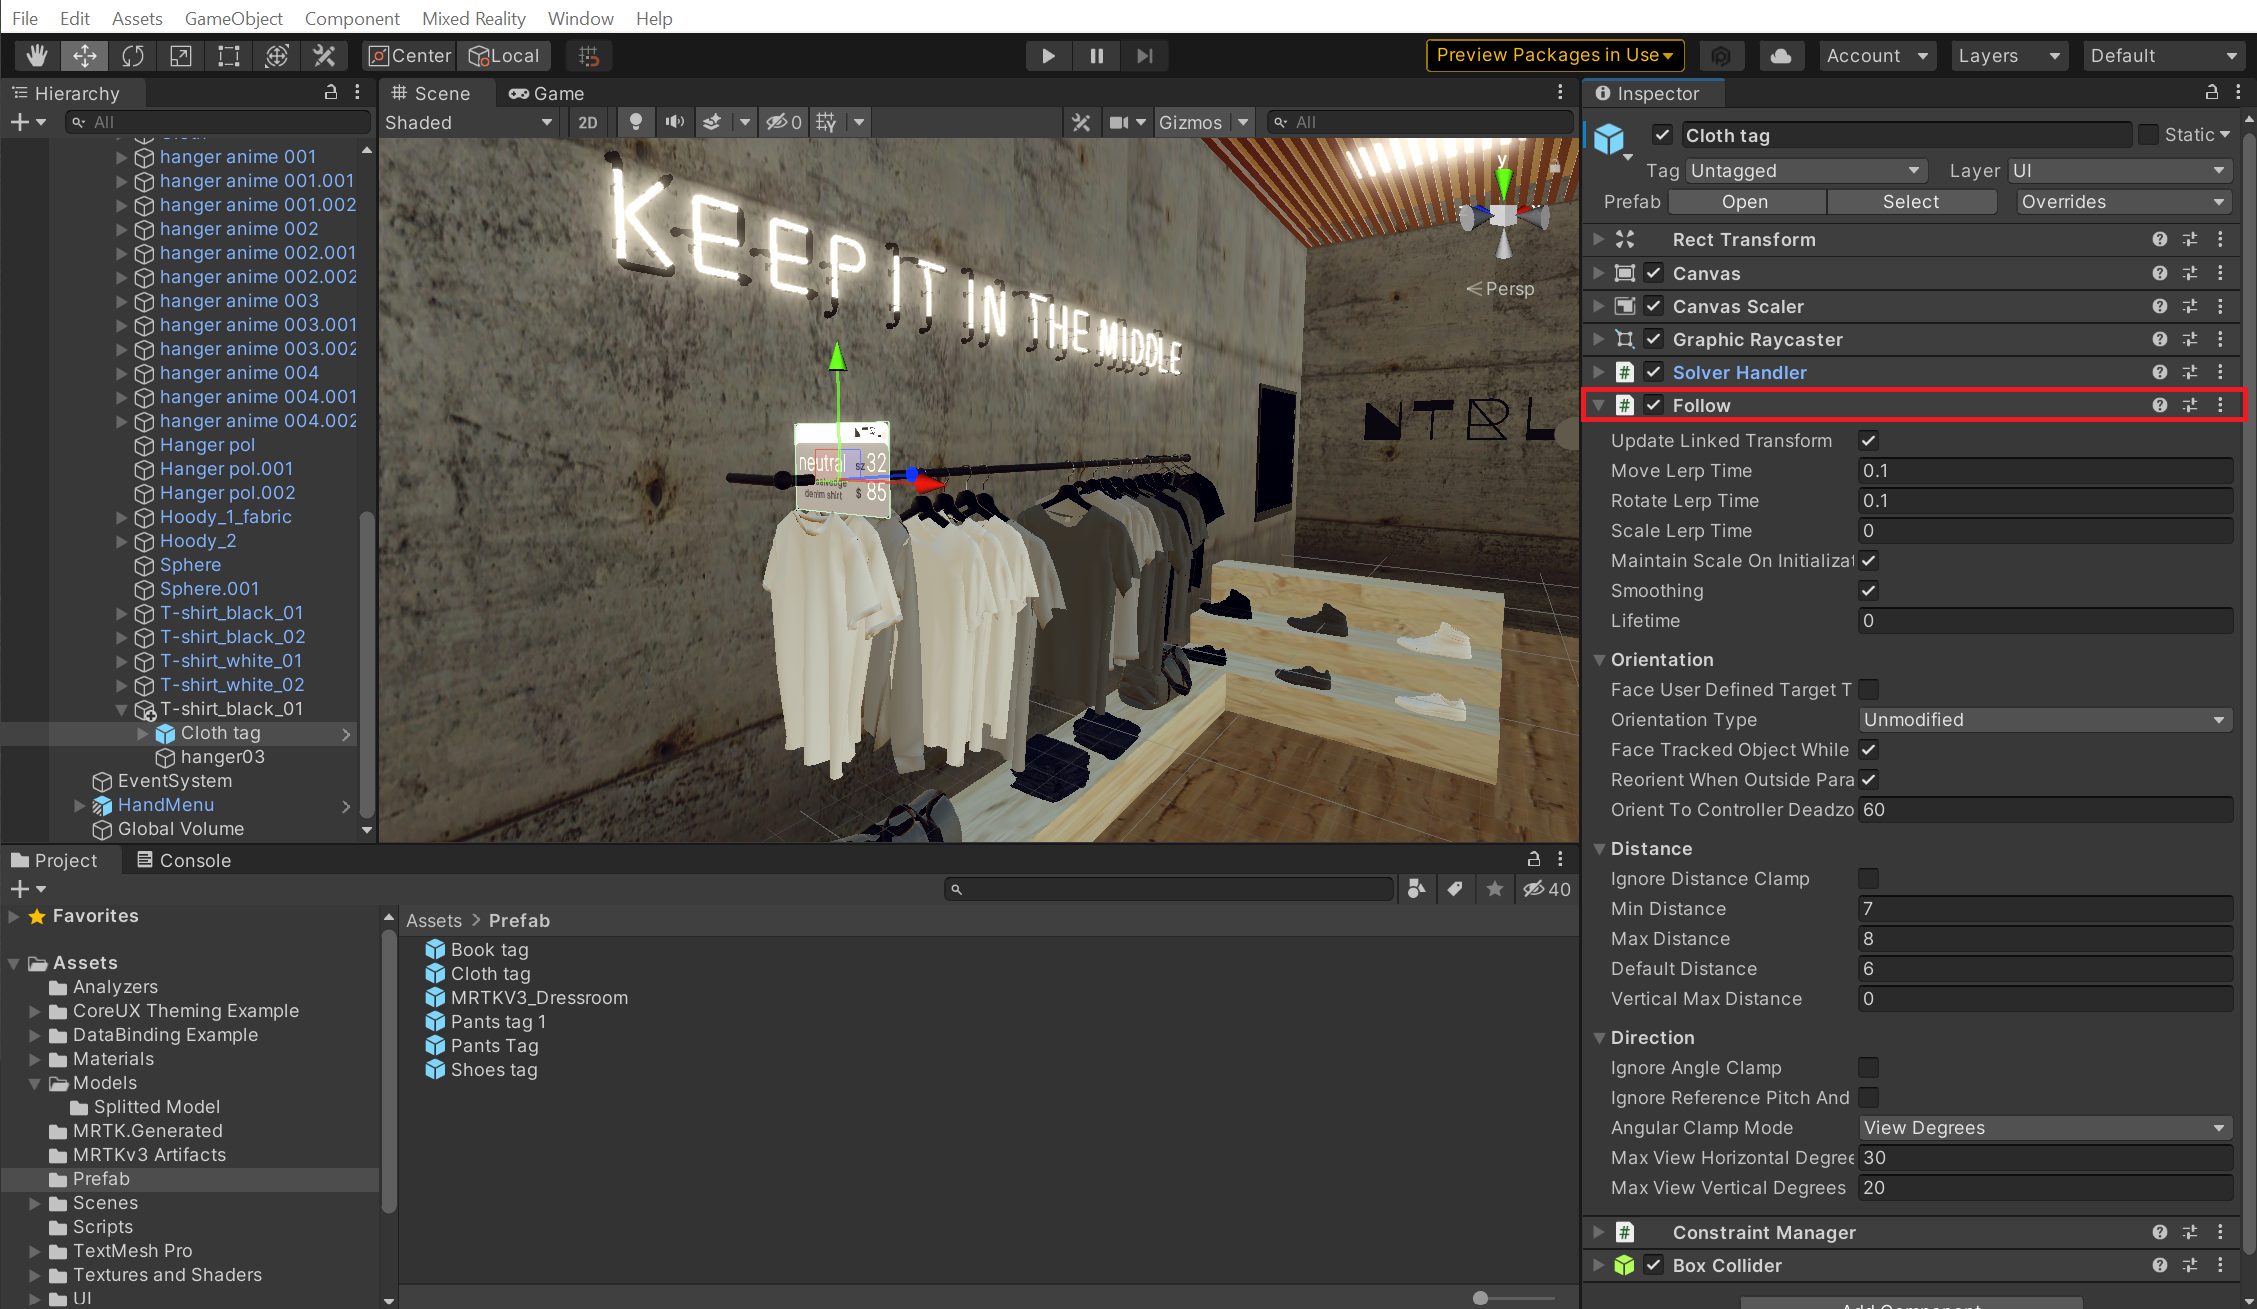 File Edit Assets GameObject Component Mixed Reality Window Help
Center Local
Preview Packages in Use Account Layers Default
Hierarchy
All
hanger anime 001
hanger anime 001.001
hanger anime 001.002
hanger anime 002
hanger anime 002.001
hanger anime 002.002
hanger anime 003
hanger anime 003.001
hanger anime 003.002
hanger anime 004
hanger anime 004.001
hanger anime 004.002
Hanger pol
Hanger pol.001
Hanger pol.002
Hoody_1_fabric
Hoody_2
Sphere
Sphere.001
T-shirt_black_01
T-shirt_black_02
T-shirt_white_01
T-shirt_white_02
T-shirt_black_01
Cloth tag
hanger03
EventSystem
HandMenu
Global Volume
Scene Game
Shaded 2D 0 Gizmos All
KEEP IT IN THE MIDDLE
y
Persp
NTRL
neutral sz 32
denim shirt $ 85
Inspector
Cloth tag Static
Tag Untagged Layer UI
Prefab Open Select Overrides
Rect Transform
Canvas
Canvas Scaler
Graphic Raycaster
Solver Handler
Follow
Update Linked Transform
Move Lerp Time 0.1
Rotate Lerp Time 0.1
Scale Lerp Time 0
Maintain Scale On Initializat
Smoothing
Lifetime 0
Orientation
Face User Defined Target T
Orientation Type Unmodified
Face Tracked Object While
Reorient When Outside Para
Orient To Controller Deadzo 60
Distance
Ignore Distance Clamp
Min Distance 7
Max Distance 8
Default Distance 6
Vertical Max Distance 0
Direction
Ignore Angle Clamp
Ignore Reference Pitch And
Angular Clamp Mode View Degrees
Max View Horizontal Degree 30
Max View Vertical Degrees 20
Constraint Manager
Box Collider
Add Component
Project Console
40
Favorites
Assets
Analyzers
CoreUX Theming Example
DataBinding Example
Materials
Models
Splitted Model
MRTK.Generated
MRTKv3 Artifacts
Prefab
Scenes
Scripts
TextMesh Pro
Textures and Shaders
UI
Assets > Prefab
Book tag
Cloth tag
MRTKV3_Dressroom
Pants tag 1
Pants Tag
Shoes tag